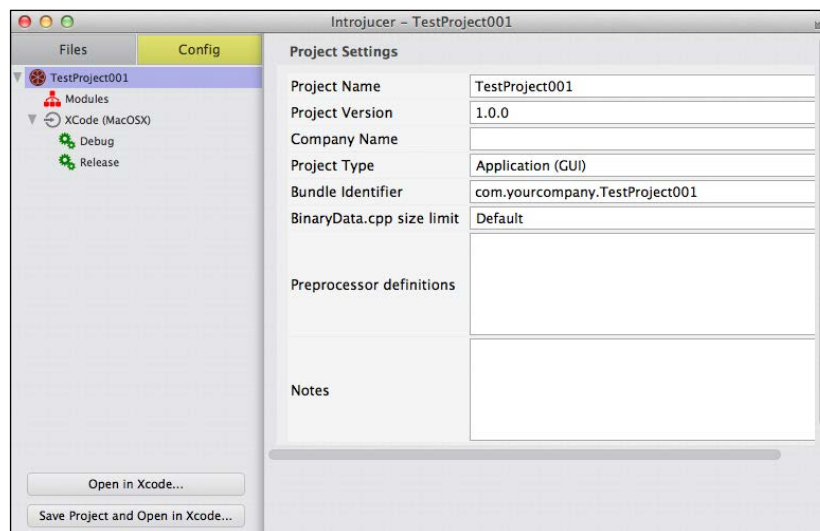 Introjucer – TestProject001
Files
Config
TestProject001
Modules
XCode (MacOSX)
Debug
Release
Open in Xcode...
Save Project and Open in Xcode...
Project Settings
Project Name
TestProject001
Project Version
1.0.0
Company Name
Project Type
Application (GUI)
Bundle Identifier
com.yourcompany.TestProject001
BinaryData.cpp size limit
Default
Preprocessor definitions
Notes